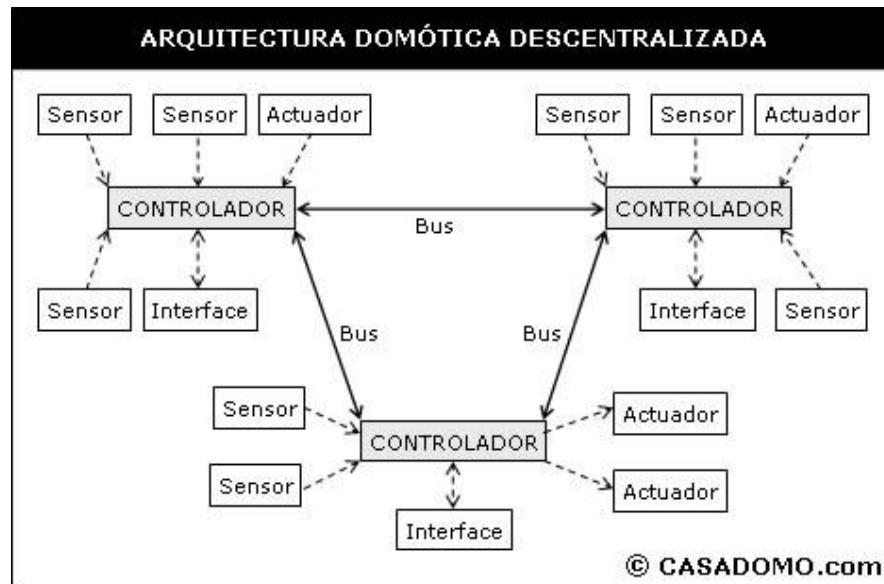 ARQUITECTURA DOMÓTICA DESCENTRALIZADA
Sensor
Sensor
Actuador
Sensor
Sensor
Actuador
CONTROLADOR
CONTROLADOR
Bus
Sensor
Interface
Interface
Sensor
Bus
Bus
Sensor
Actuador
CONTROLADOR
Sensor
Actuador
Interface
© CASADOMO.com